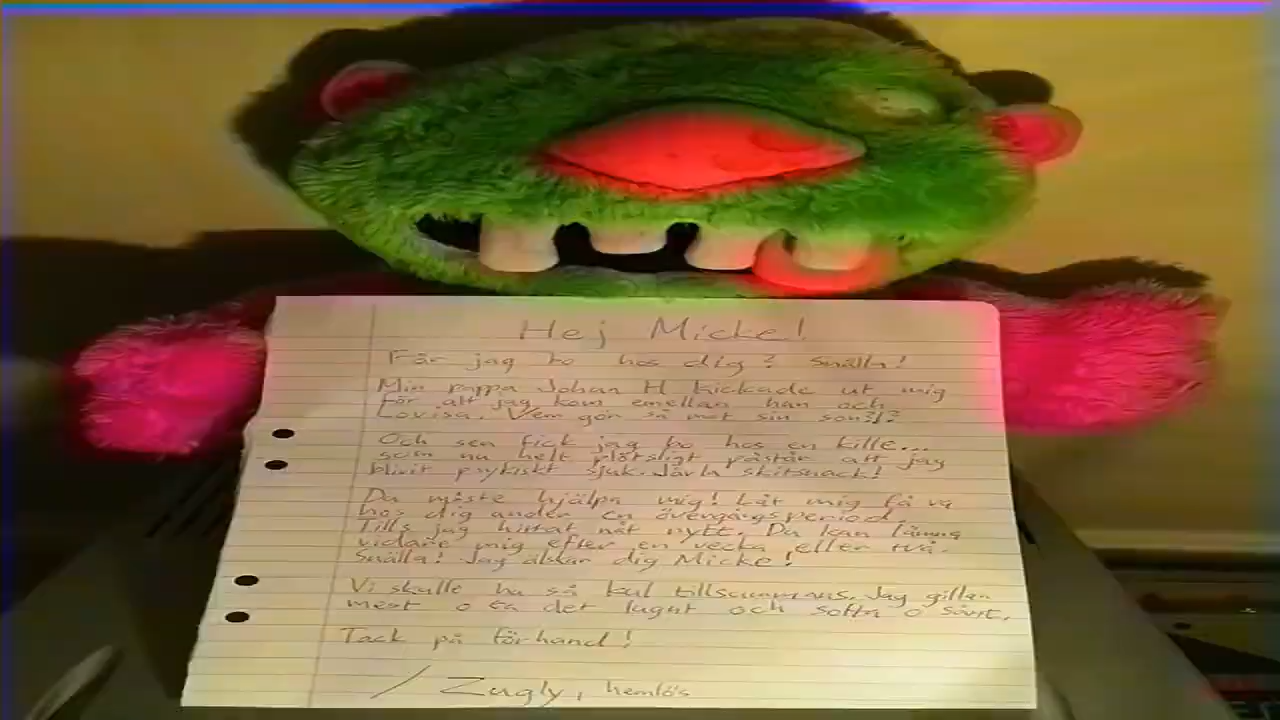 Hej Micke!
Får jag bo hos dig? Snälla!
Min pappa Johan H kickade ut mig
för att jag kom emellan han och
Lovisa. Vem gör så mot sin son?!?
Och sen fick jag bo hos en kille...
som nu helt plötsligt påstår att jag
blivit psykiskt sjuk. Jävla skitsnack!
Du måste hjälpa mig! Låt mig få va
hos dig under en övergångsperiod.
Tills jag hittat nåt nytt. Du kan lämna
vidare mig efter en vecka eller två.
Snälla! Jag älskar dig Micke!
Vi skulle ha så kul tillsammans. Jag gillar
mest o ta det lugnt och softa o sånt.
Tack på förhand!
/ Zugly, hemlös